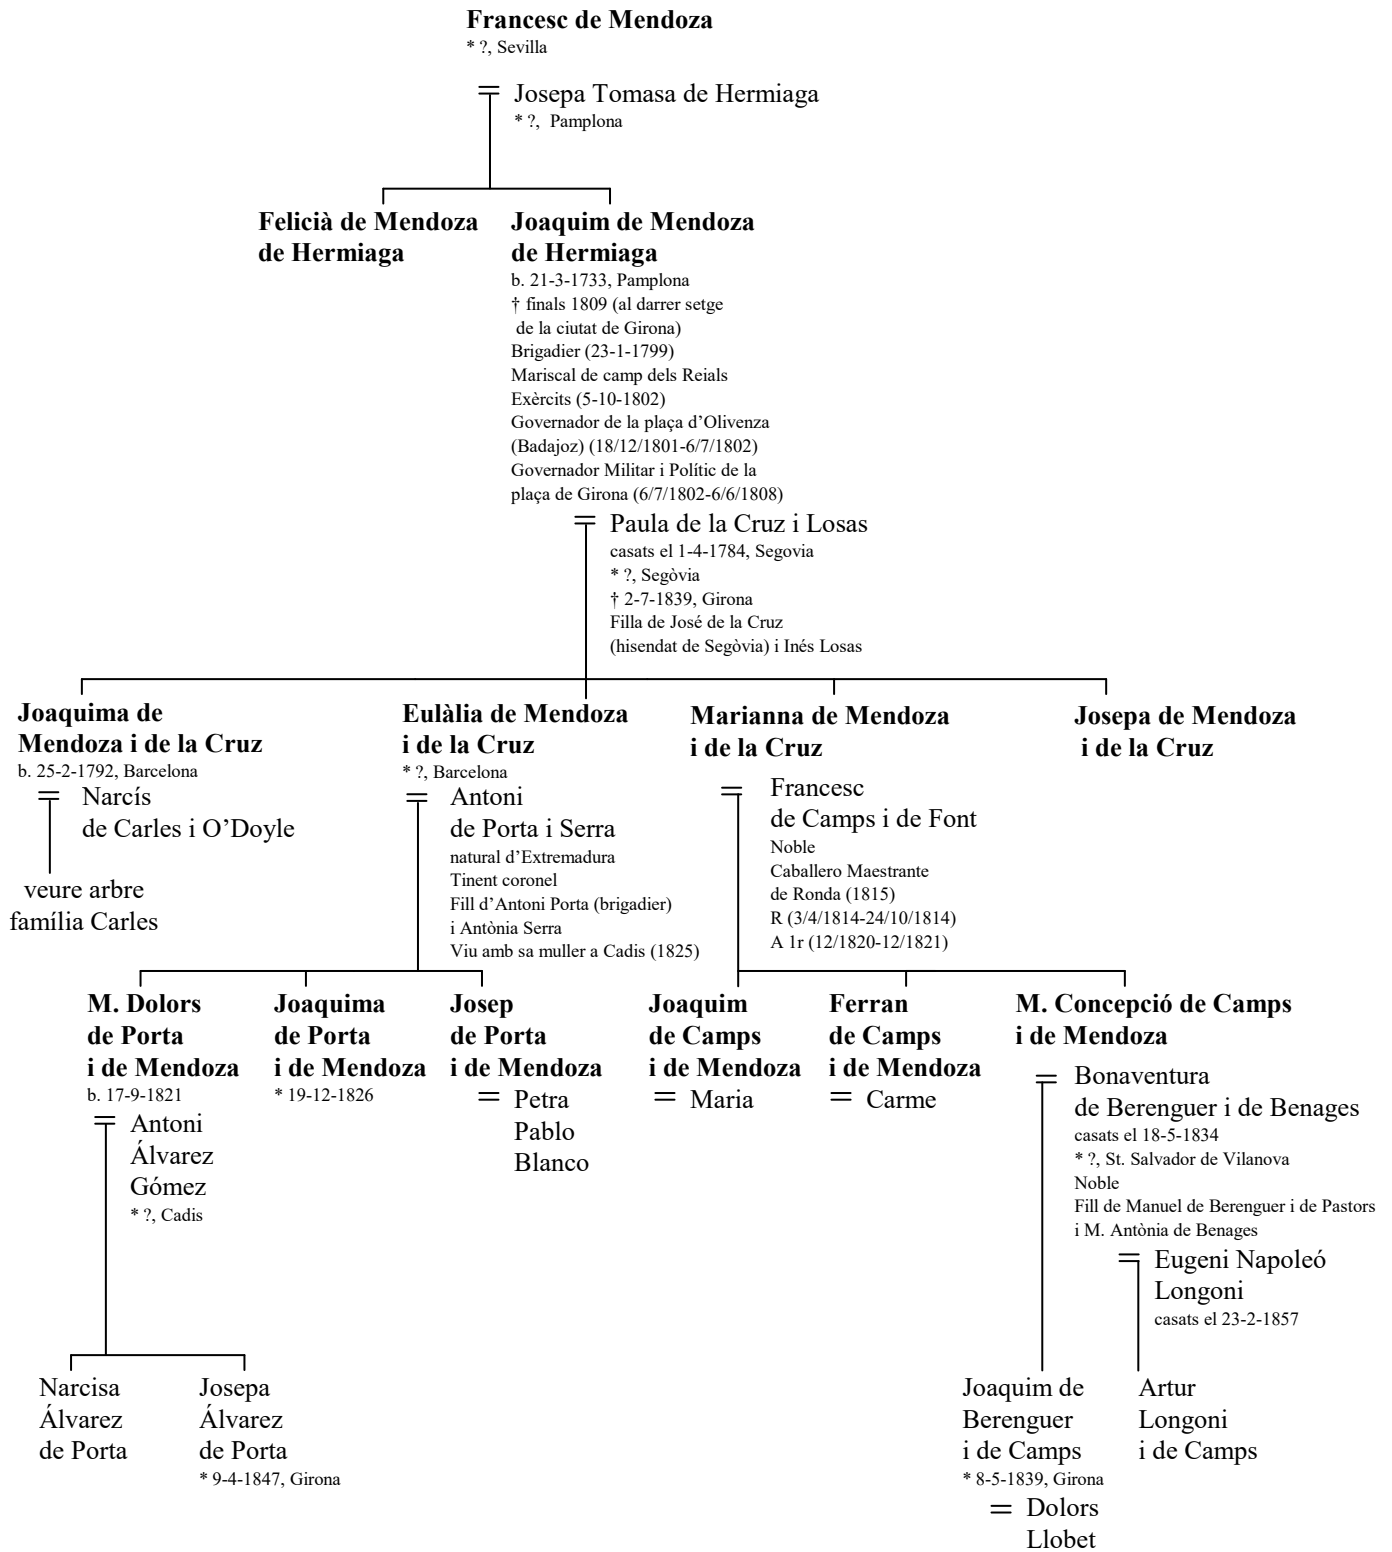 Francesc de Mendoza
* ?, Sevilla
= Josepa Tomasa de Hermiaga
* ?, Pamplona
Felicià de Mendoza
de Hermiaga
Joaquim de Mendoza
de Hermiaga
b. 21-3-1733, Pamplona
† finals 1809 (al darrer setge
de la ciutat de Girona)
Brigadier (23-1-1799)
Mariscal de camp dels Reials
Exèrcits (5-10-1802)
Governador de la plaça d’Olivenza
(Badajoz) (18/12/1801-6/7/1802)
Governador Militar i Polític de la
plaça de Girona (6/7/1802-6/6/1808)
= Paula de la Cruz i Losas
casats el 1-4-1784, Segovia
* ?, Segòvia
† 2-7-1839, Girona
Filla de José de la Cruz
(hisendat de Segòvia) i Inés Losas
Joaquima de
Mendoza i de la Cruz
b. 25-2-1792, Barcelona
= Narcís
de Carles i O’Doyle
veure arbre
família Carles
Eulàlia de Mendoza
i de la Cruz
* ?, Barcelona
= Antoni
de Porta i Serra
natural d’Extremadura
Tinent coronel
Fill d’Antoni Porta (brigadier)
i Antònia Serra
Viu amb sa muller a Cadis (1825)
Marianna de Mendoza
i de la Cruz
= Francesc
de Camps i de Font
Noble
Caballero Maestrante
de Ronda (1815)
R (3/4/1814-24/10/1814)
A 1r (12/1820-12/1821)
Josepa de Mendoza
i de la Cruz
M. Dolors
de Porta
i de Mendoza
b. 17-9-1821
= Antoni
Álvarez
Gómez
* ?, Cadis
Joaquima
de Porta
i de Mendoza
* 19-12-1826
Josep
de Porta
i de Mendoza
= Petra
Pablo
Blanco
Joaquim
de Camps
i de Mendoza
= Maria
Ferran
de Camps
i de Mendoza
= Carme
M. Concepció de Camps
i de Mendoza
= Bonaventura
de Berenguer i de Benages
casats el 18-5-1834
* ?, St. Salvador de Vilanova
Noble
Fill de Manuel de Berenguer i de Pastors
i M. Antònia de Benages
= Eugeni Napoleó
Longoni
casats el 23-2-1857
Narcisa
Álvarez
de Porta
Josepa
Álvarez
de Porta
* 9-4-1847, Girona
Joaquim de
Berenguer
i de Camps
* 8-5-1839, Girona
= Dolors
Llobet
Artur
Longoni
i de Camps